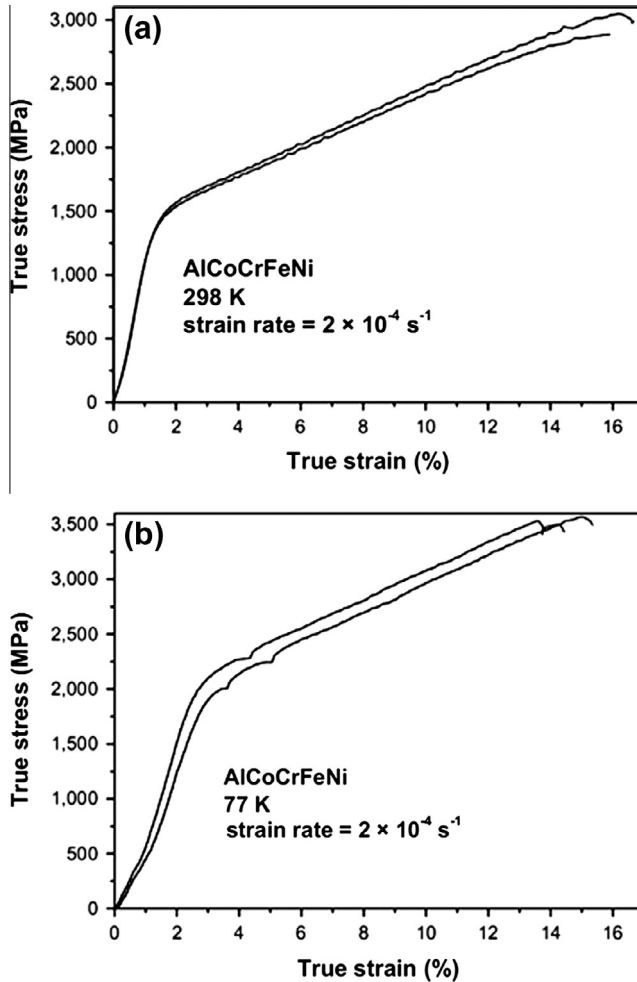 (a)
3,000
2,500
2,000
1,500
1,000
500
0
True stress (MPa)
AlCoCrFeNi
298 K
strain rate = 2 × 10⁻⁴ s⁻¹
0 2 4 6 8 10 12 14 16
True strain (%)
(b)
3,500
3,000
2,500
2,000
1,500
1,000
500
0
True stress (MPa)
AlCoCrFeNi
77 K
strain rate = 2 × 10⁻⁴ s⁻¹
0 2 4 6 8 10 12 14 16
True strain (%)